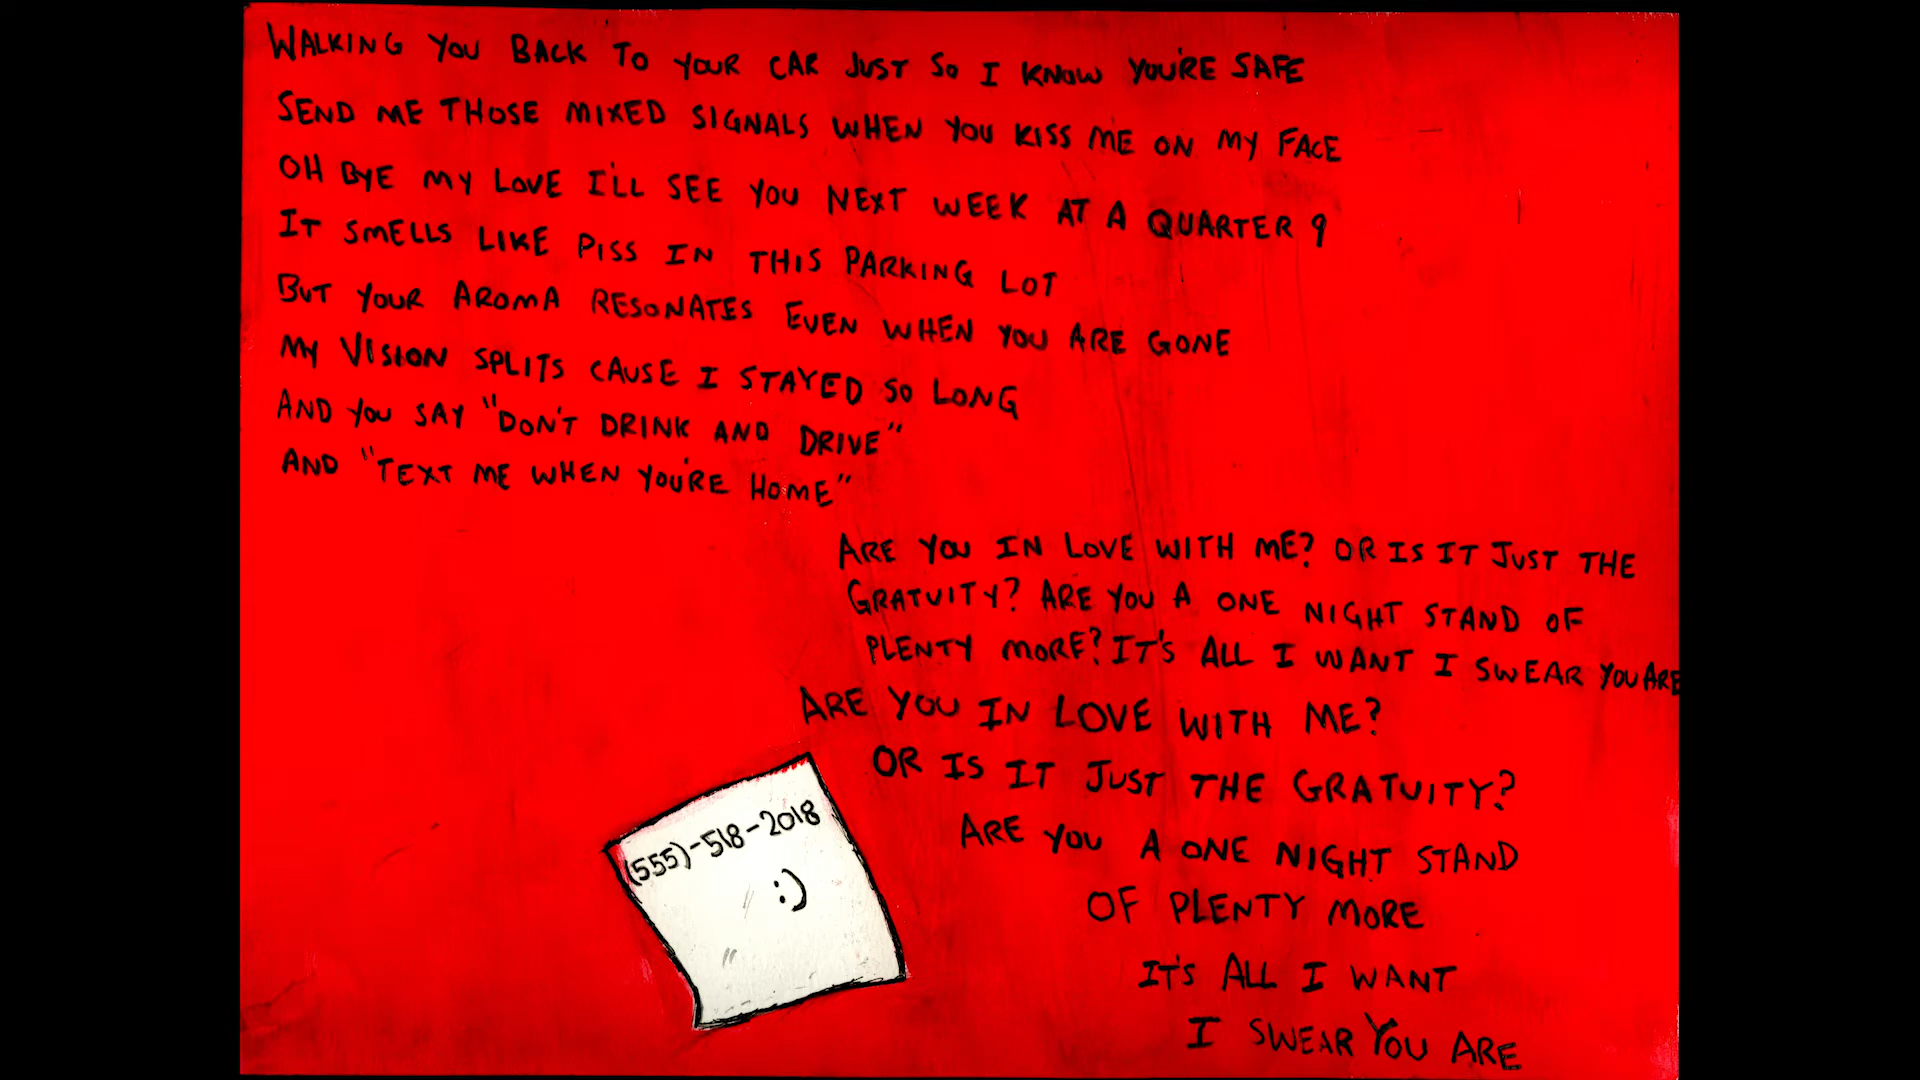 WALKING YOU BACK TO YOUR CAR JUST SO I KNOW YOU'RE SAFE
SEND ME THOSE MIXED SIGNALS WHEN YOU KISS ME ON MY FACE
OH BYE MY LOVE I'LL SEE YOU NEXT WEEK AT A QUARTER 9
IT SMELLS LIKE PISS IN THIS PARKING LOT
BUT YOUR AROMA RESONATES EVEN WHEN YOU ARE GONE
MY VISION SPLITS CAUSE I STAYED SO LONG
AND YOU SAY "DON'T DRINK AND DRIVE"
AND "TEXT ME WHEN YOU'RE HOME"
ARE YOU IN LOVE WITH ME? OR IS IT JUST THE
GRATUITY? ARE YOU A ONE NIGHT STAND OF
PLENTY MORE? IT'S ALL I WANT I SWEAR YOU ARE
ARE YOU IN LOVE WITH ME?
OR IS IT JUST THE GRATUITY?
ARE YOU A ONE NIGHT STAND
OF PLENTY MORE
IT'S ALL I WANT
I SWEAR YOU ARE
(555)-518-2018
:)